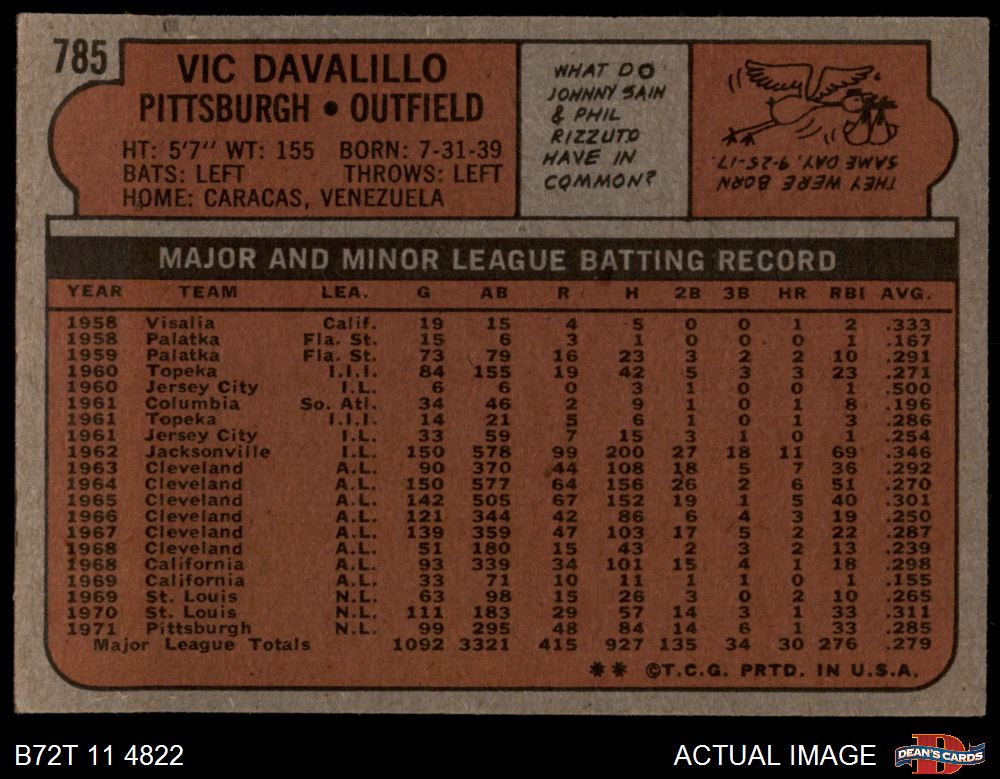 785
VIC DAVALILLO
PITTSBURGH • OUTFIELD
HT: 5'7" WT: 155 BORN: 7-31-39
BATS: LEFT THROWS: LEFT
HOME: CARACAS, VENEZUELA
WHAT DO
JOHNNY SAIN
& PHIL
RIZZUTO
HAVE IN
COMMON?
THEY WERE BORN
SAME DAY, 9-25-17.
MAJOR AND MINOR LEAGUE BATTING RECORD
YEAR TEAM LEA. G AB R H 2B 3B HR RBI AVG.
1958 Visalia Calif. 19 15 4 5 0 0 1 2 .333
1958 Palatka Fla. St. 15 6 3 1 0 0 0 1 .167
1959 Palatka Fla. St. 73 79 16 23 3 2 2 10 .291
1960 Topeka I.I.I. 84 155 19 42 5 3 3 23 .271
1960 Jersey City I.L. 6 6 0 3 1 0 0 1 .500
1961 Columbia So. Atl. 34 46 2 9 1 0 1 8 .196
1961 Topeka I.I.I. 14 21 5 6 1 0 1 3 .286
1961 Jersey City I.L. 33 59 7 15 3 1 0 1 .254
1962 Jacksonville I.L. 150 578 99 200 27 18 11 69 .346
1963 Cleveland A.L. 90 370 44 108 18 5 7 36 .292
1964 Cleveland A.L. 150 577 64 156 26 2 6 51 .270
1965 Cleveland A.L. 142 505 67 152 19 1 5 40 .301
1966 Cleveland A.L. 121 344 42 86 6 4 3 19 .250
1967 Cleveland A.L. 139 359 47 103 17 5 2 22 .287
1968 Cleveland A.L. 51 180 15 43 2 3 2 13 .239
1968 California A.L. 93 339 34 101 15 4 1 18 .298
1969 California A.L. 33 71 10 11 1 1 0 1 .155
1969 St. Louis N.L. 63 98 15 26 3 0 2 10 .265
1970 St. Louis N.L. 111 183 29 57 14 3 1 33 .311
1971 Pittsburgh N.L. 99 295 48 84 14 6 1 33 .285
Major League Totals 1092 3321 415 927 135 34 30 276 .279
** ©T.C.G. PRTD. IN U.S.A.
B72T 11 4822
ACTUAL IMAGE
DEAN'S CARDS